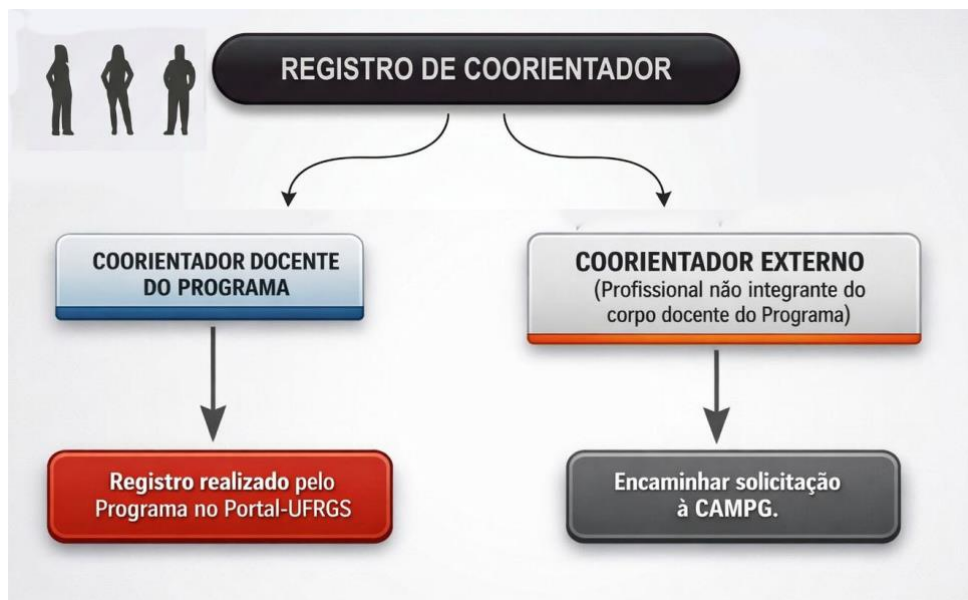 REGISTRO DE COORIENTADOR
COORIENTADOR DOCENTE
DO PROGRAMA
COORIENTADOR EXTERNO
(Profissional não integrante do
corpo docente do Programa)
Registro realizado pelo
Programa no Portal-UFRGS
Encaminhar solicitação
à CAMPG.